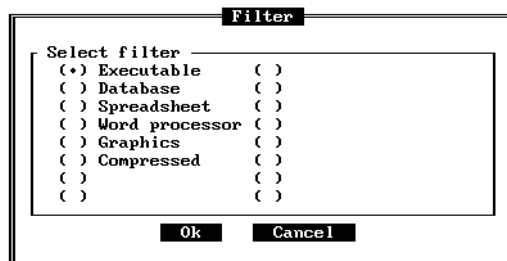 Filter
Select filter
(•) Executable ( )
( ) Database ( )
( ) Spreadsheet ( )
( ) Word processor ( )
( ) Graphics ( )
( ) Compressed ( )
( ) ( )
( ) ( )
Ok Cancel